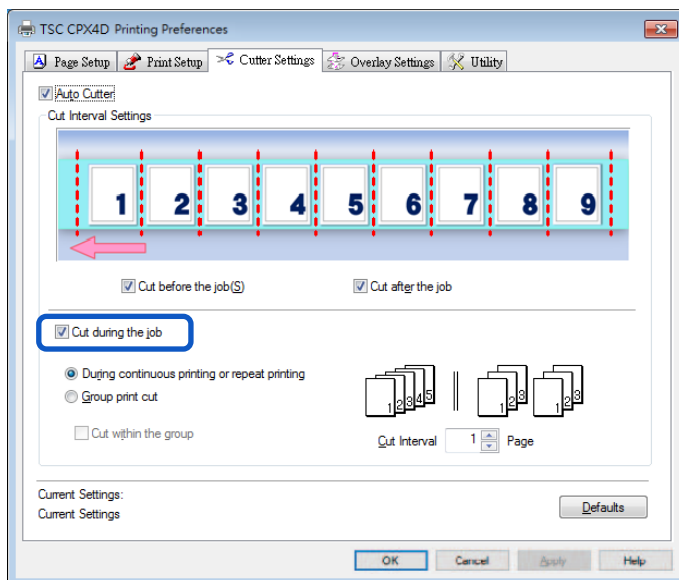 TSC CPX4D Printing Preferences
Page Setup Print Setup Cutter Settings Overlay Settings Utility
Auto Cutter
Cut Interval Settings
1 2 3 4 5 6 7 8 9
Cut before the job(S) Cut after the job
Cut during the job
During continuous printing or repeat printing
Group print cut
1 2 3 4 5 1 2 3 1 2 3
Cut within the group
Cut Interval 1 Page
Current Settings:
Current Settings
Defaults
OK Cancel Apply Help